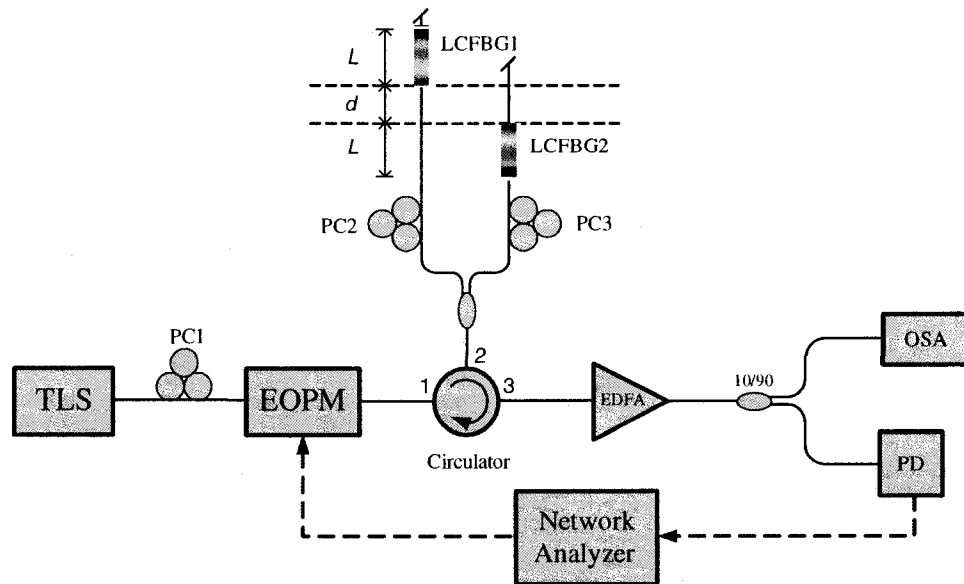 LCFBG1
L
d
L
LCFBG2
PC2
PC3
PC1
2
OSA
TLS
EOPM
1
3
EDFA
10/90
Circulator
PD
Network
Analyzer